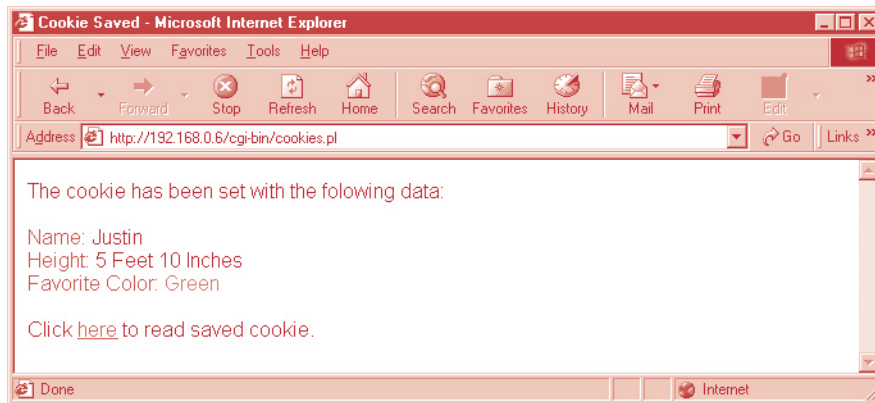 Cookie Saved - Microsoft Internet Explorer
File Edit View Favorites Tools Help
Back Forward Stop Refresh Home Search Favorites History Mail Print Edit »
Address http://192.168.0.6/cgi-bin/cookies.pl Go Links »
The cookie has been set with the folowing data:
Name: Justin
Height: 5 Feet 10 Inches
Favorite Color: Green
Click here to read saved cookie.
Done Internet